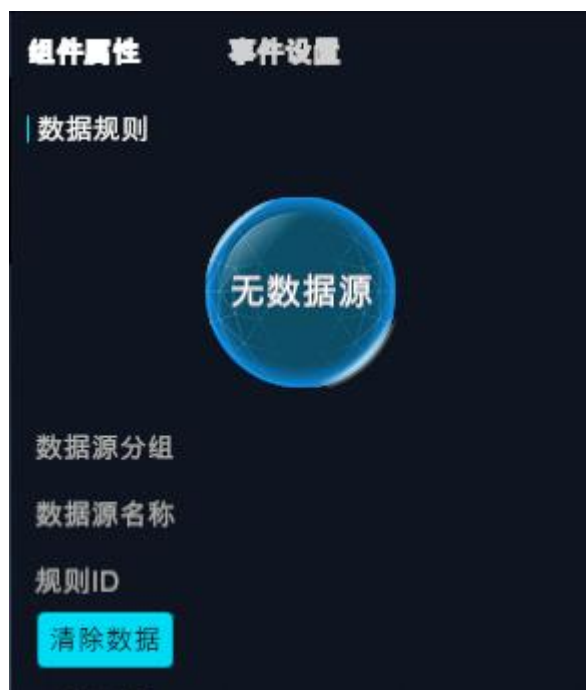 组件属性 事件设置
数据规则
无数据源
数据源分组
数据源名称
规则ID
清除数据